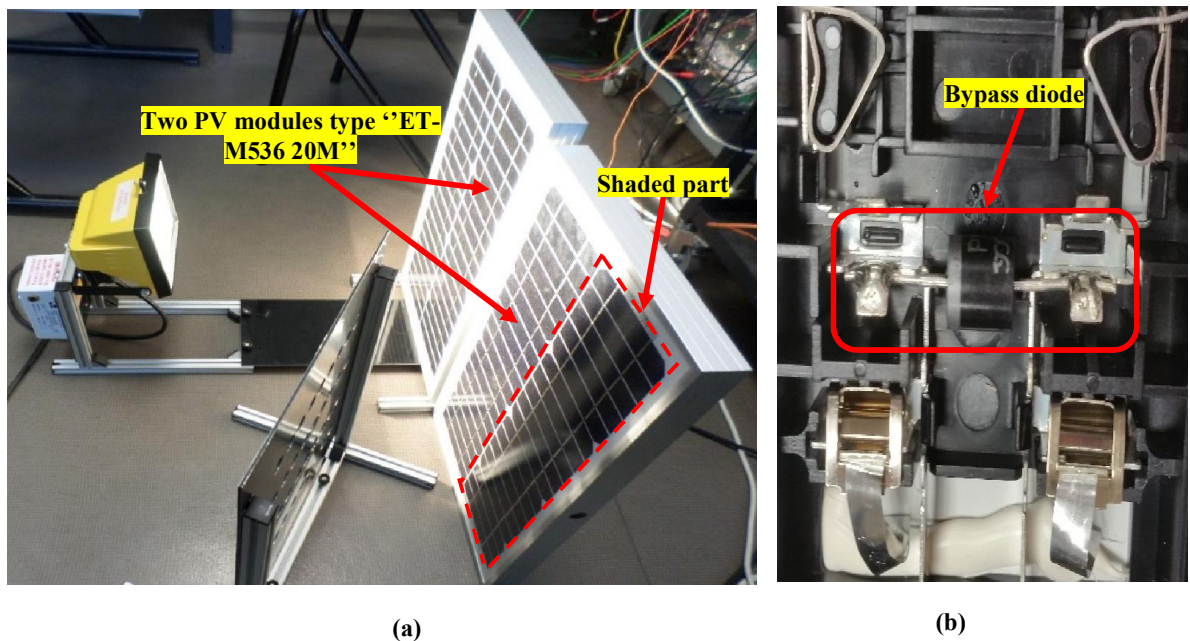 Two PV modules type ‘’ET-
M536 20M’’
Shaded part
Bypass diode
(a)
(b)